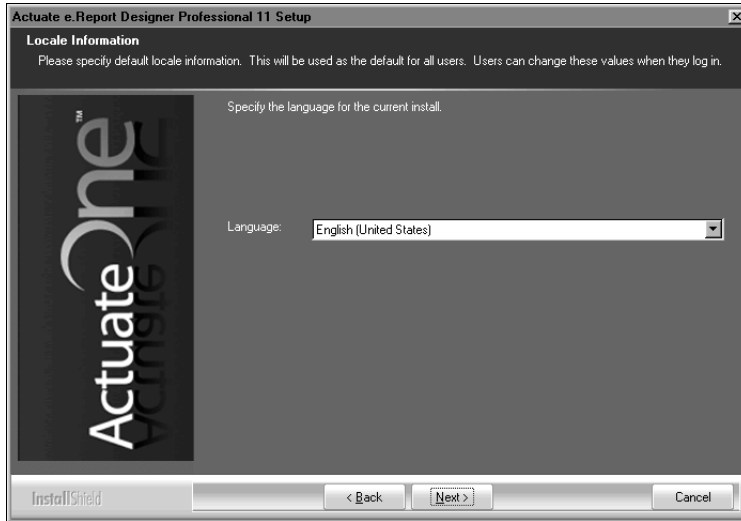 Actuate e.Report Designer Professional 11 Setup
Locale Information
Please specify default locale information. This will be used as the default for all users. Users can change these values when they log in.
Specify the language for the current install.
ActuateOne™
Language: English (United States)
InstallShield
< Back Next > Cancel